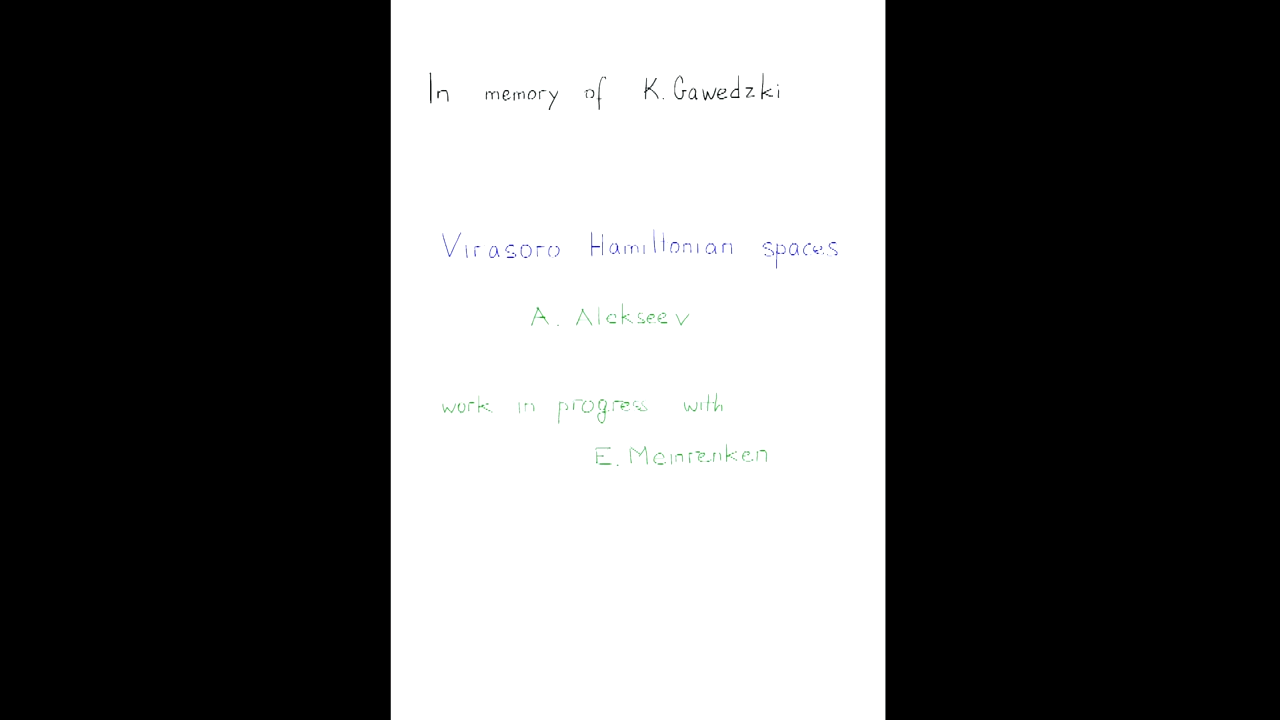 In memory of K. Gawedzki
Virasoro Hamiltonian spaces
A. Alekseev
work in progress with
E. Meinrenken